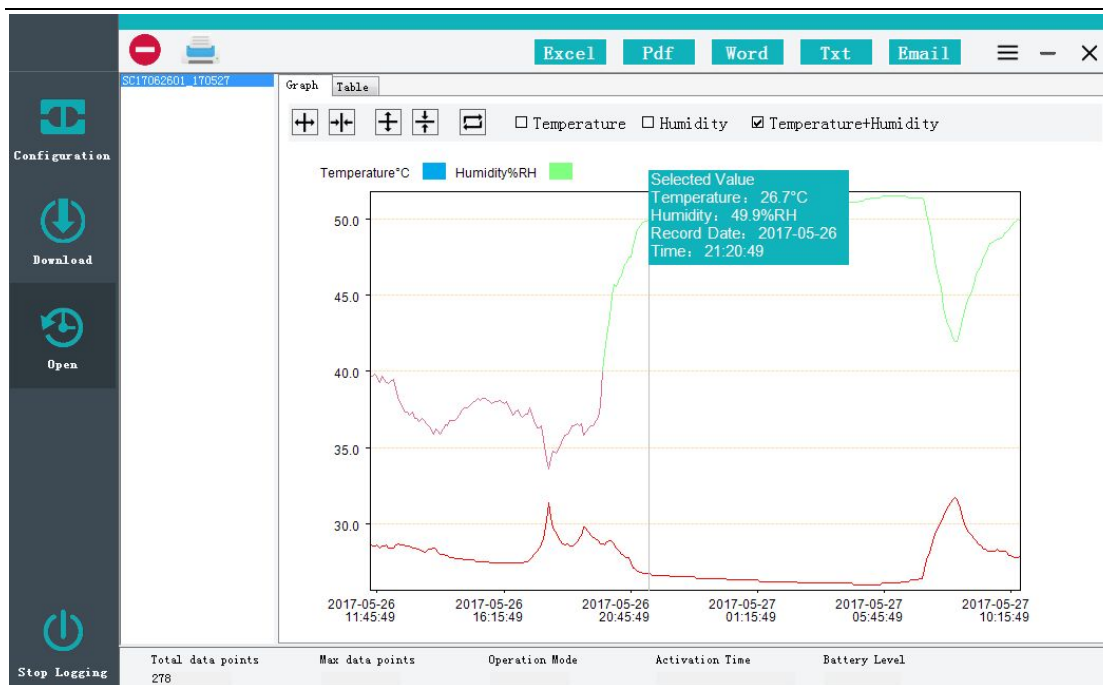 Excel Pdf Word Txt Email
SC17062601_170527
Graph Table
Configuration
Download
Open
Stop Logging
Temperature Humidity Temperature+Humidity
Temperature°C Humidity%RH
Selected Value
Temperature： 26.7°C
Humidity： 49.9%RH
Record Date： 2017-05-26
Time： 21:20:49
50.0
45.0
40.0
35.0
30.0
2017-05-26 2017-05-26 2017-05-26 2017-05-27 2017-05-27 2017-05-27
11:45:49 16:15:49 20:45:49 01:15:49 05:45:49 10:15:49
Total data points Max data points Operation Mode Activation Time Battery Level
278